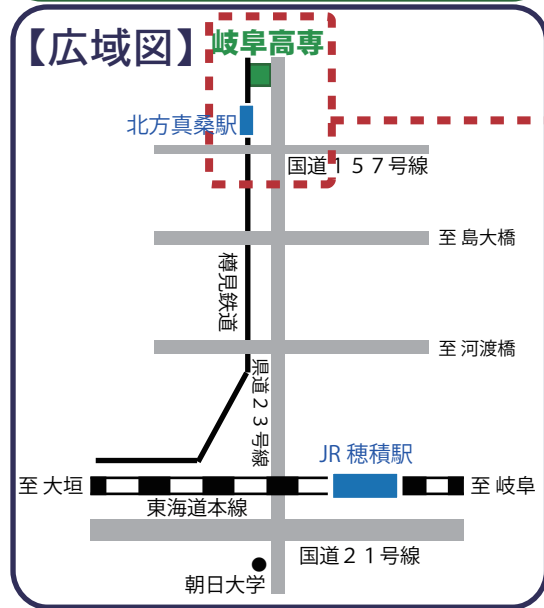 【広域図】
岐阜高専
北方真桑駅
国道１５７号線
至 島大橋
樽見鉄道
至 河渡橋
県道２３号線
JR 穂積駅
至 大垣
至 岐阜
東海道本線
国道２１号線
朝日大学